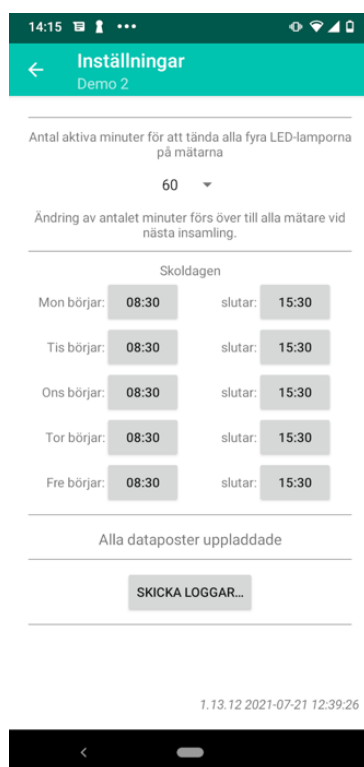 14:15
Inställningar
Demo 2
Antal aktiva minuter för att tända alla fyra LED-lamporna
på mätarna
60
Ändring av antalet minuter förs över till alla mätare vid
nästa insamling.
Skoldagen
Mon börjar: 08:30 slutar: 15:30
Tis börjar: 08:30 slutar: 15:30
Ons börjar: 08:30 slutar: 15:30
Tor börjar: 08:30 slutar: 15:30
Fre börjar: 08:30 slutar: 15:30
Alla dataposter uppladdade
SKICKA LOGGAR...
1.13.12 2021-07-21 12:39:26